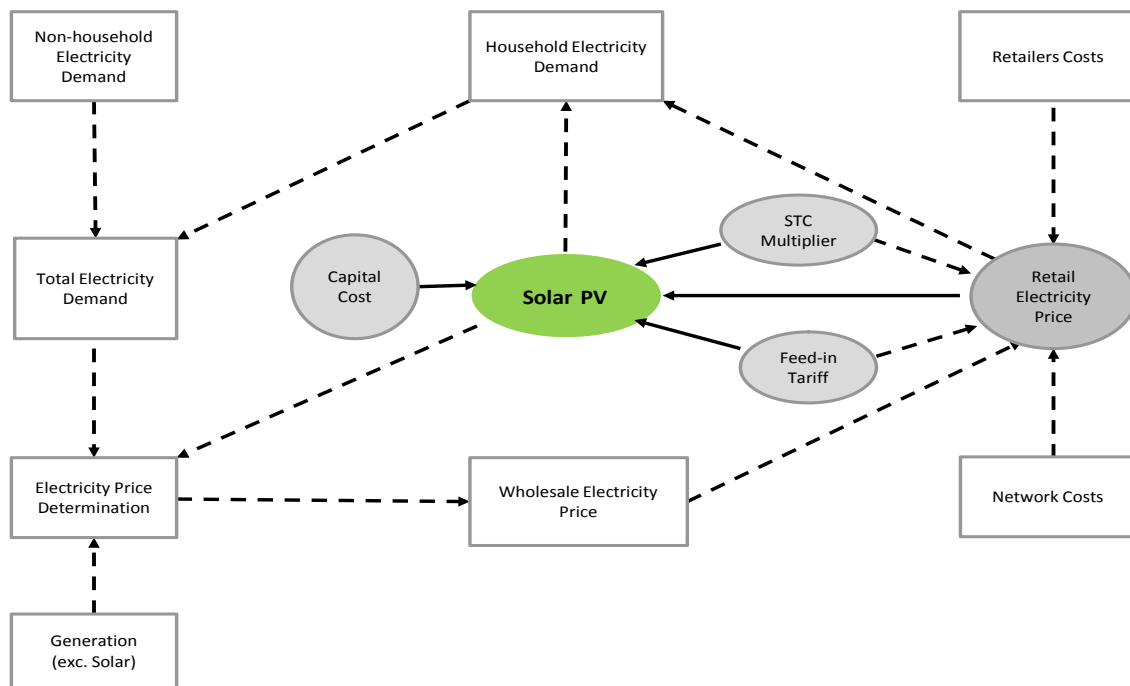 Non-household
Electricity
Demand
Household Electricity
Demand
Retailers Costs
STC
Multiplier
Total Electricity
Demand
Capital
Cost
Solar PV
Retail
Electricity
Price
Feed-in
Tariff
Electricity Price
Determination
Wholesale Electricity
Price
Network Costs
Generation
(exc. Solar)